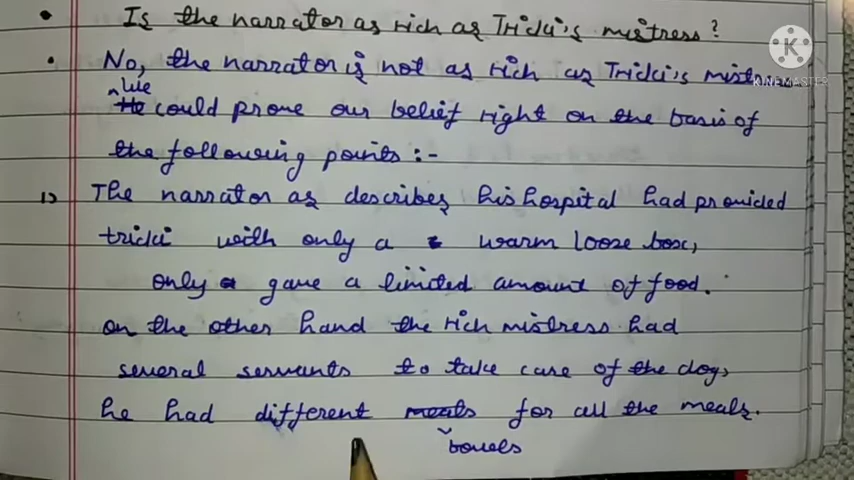 • Is the narrator as rich as Tricki's mistress?
• No, the narrator is not as rich as Tricki's mistress
We
He could prove our belief right on the basis of
the following points :-
1) The narrator as describes his hospital had provided
tricki with only a warm loose box,
only a gave a limited amount of food.
on the other hand the rich mistress had
several servants to take care of the dog,
he had different meals for all the meals.
bouels
K
KINEMASTER